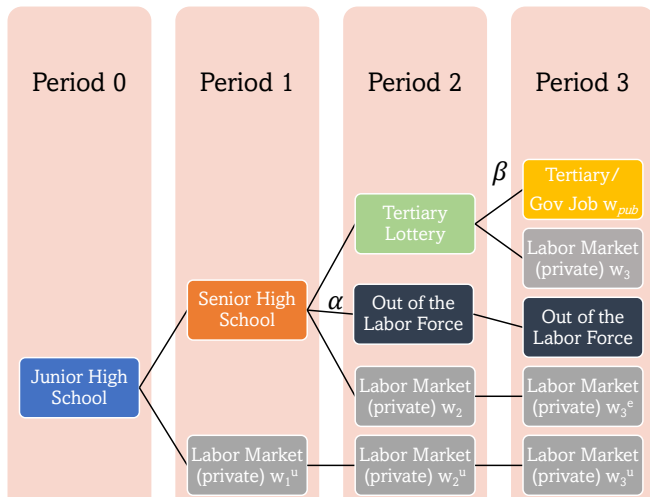 Period 0
Period 1
Period 2
Period 3
β
Tertiary/
Gov Job w_pub
Tertiary
Lottery
Labor Market
(private) w₃
Senior High
School
α
Out of the
Labor Force
Out of the
Labor Force
Junior High
School
Labor Market
(private) w₂
Labor Market
(private) w₃ᵉ
Labor Market
(private) w₁ᵘ
Labor Market
(private) w₂ᵘ
Labor Market
(private) w₃ᵘ